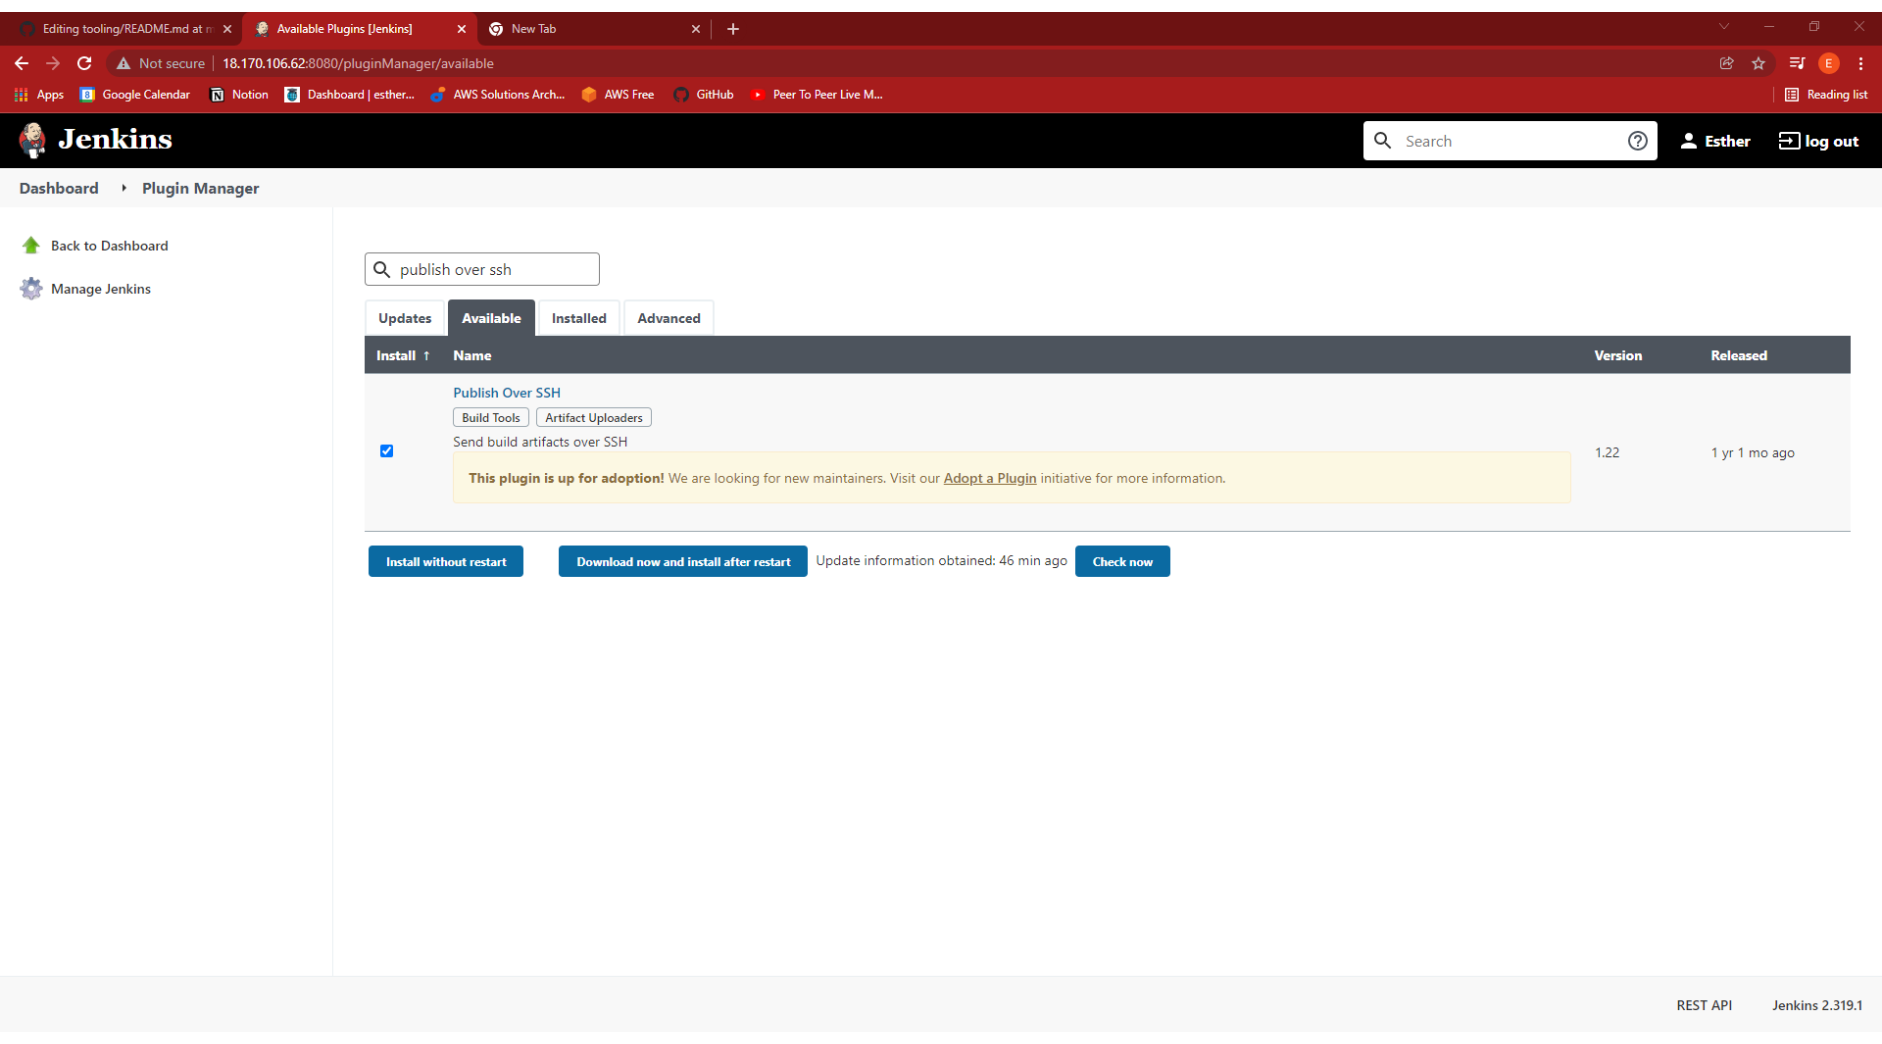 Editing tooling/README.md at m
Available Plugins [Jenkins]
New Tab
Not secure | 18.170.106.62:8080/pluginManager/available
E
Apps
8 Google Calendar
Notion
Dashboard | esther...
AWS Solutions Arch...
AWS Free
GitHub
Peer To Peer Live M...
Reading list
Jenkins
Search
Esther
log out
Dashboard
Plugin Manager
Back to Dashboard
Manage Jenkins
publish over ssh
Updates
Available
Installed
Advanced
Install ↑ Name Version Released
Publish Over SSH
Build Tools Artifact Uploaders
Send build artifacts over SSH
This plugin is up for adoption! We are looking for new maintainers. Visit our Adopt a Plugin initiative for more information.
1.22
1 yr 1 mo ago
Install without restart
Download now and install after restart
Update information obtained: 46 min ago
Check now
REST API
Jenkins 2.319.1